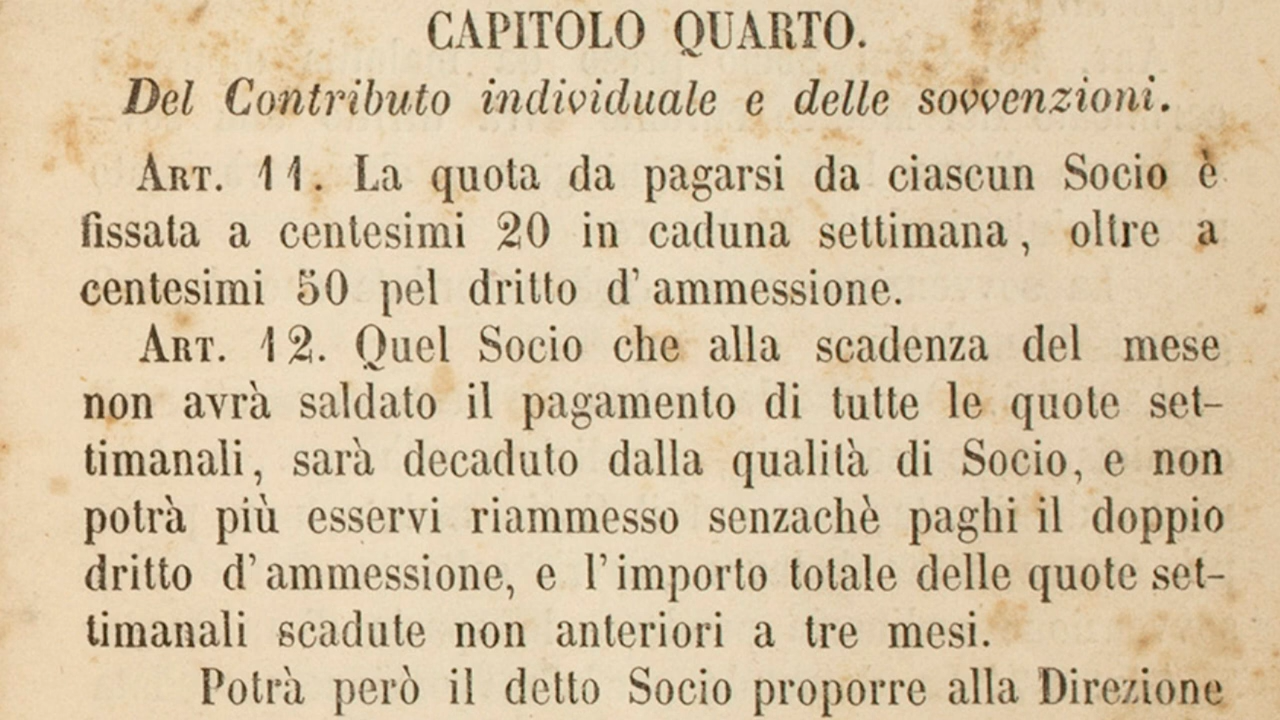 CAPITOLO QUARTO.
Del Contributo individuale e delle sovvenzioni.
ART. 11. La quota da pagarsi da ciascun Socio è
fissata a centesimi 20 in caduna settimana, oltre a
centesimi 50 pel dritto d'ammessione.
ART. 12. Quel Socio che alla scadenza del mese
non avrà saldato il pagamento di tutte le quote set-
timanali, sarà decaduto dalla qualità di Socio, e non
potrà più esservi riammesso senzachè paghi il doppio
dritto d'ammessione, e l'importo totale delle quote set-
timanali scadute non anteriori a tre mesi.
Potrà però il detto Socio proporre alla Direzione